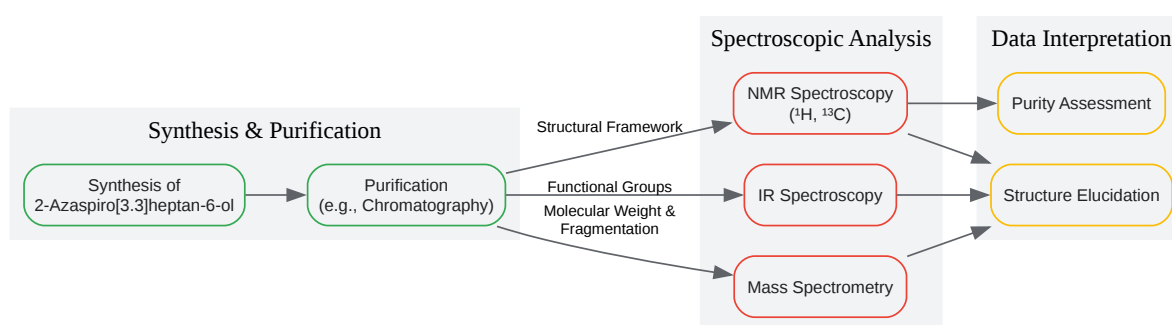 Synthesis & Purification
Synthesis of
2-Azaspiro[3.3]heptan-6-ol
Purification
(e.g., Chromatography)
Structural Framework
Functional Groups
Molecular Weight &
Fragmentation
Spectroscopic Analysis
NMR Spectroscopy
(¹H, ¹³C)
IR Spectroscopy
Mass Spectrometry
Data Interpretation
Purity Assessment
Structure Elucidation